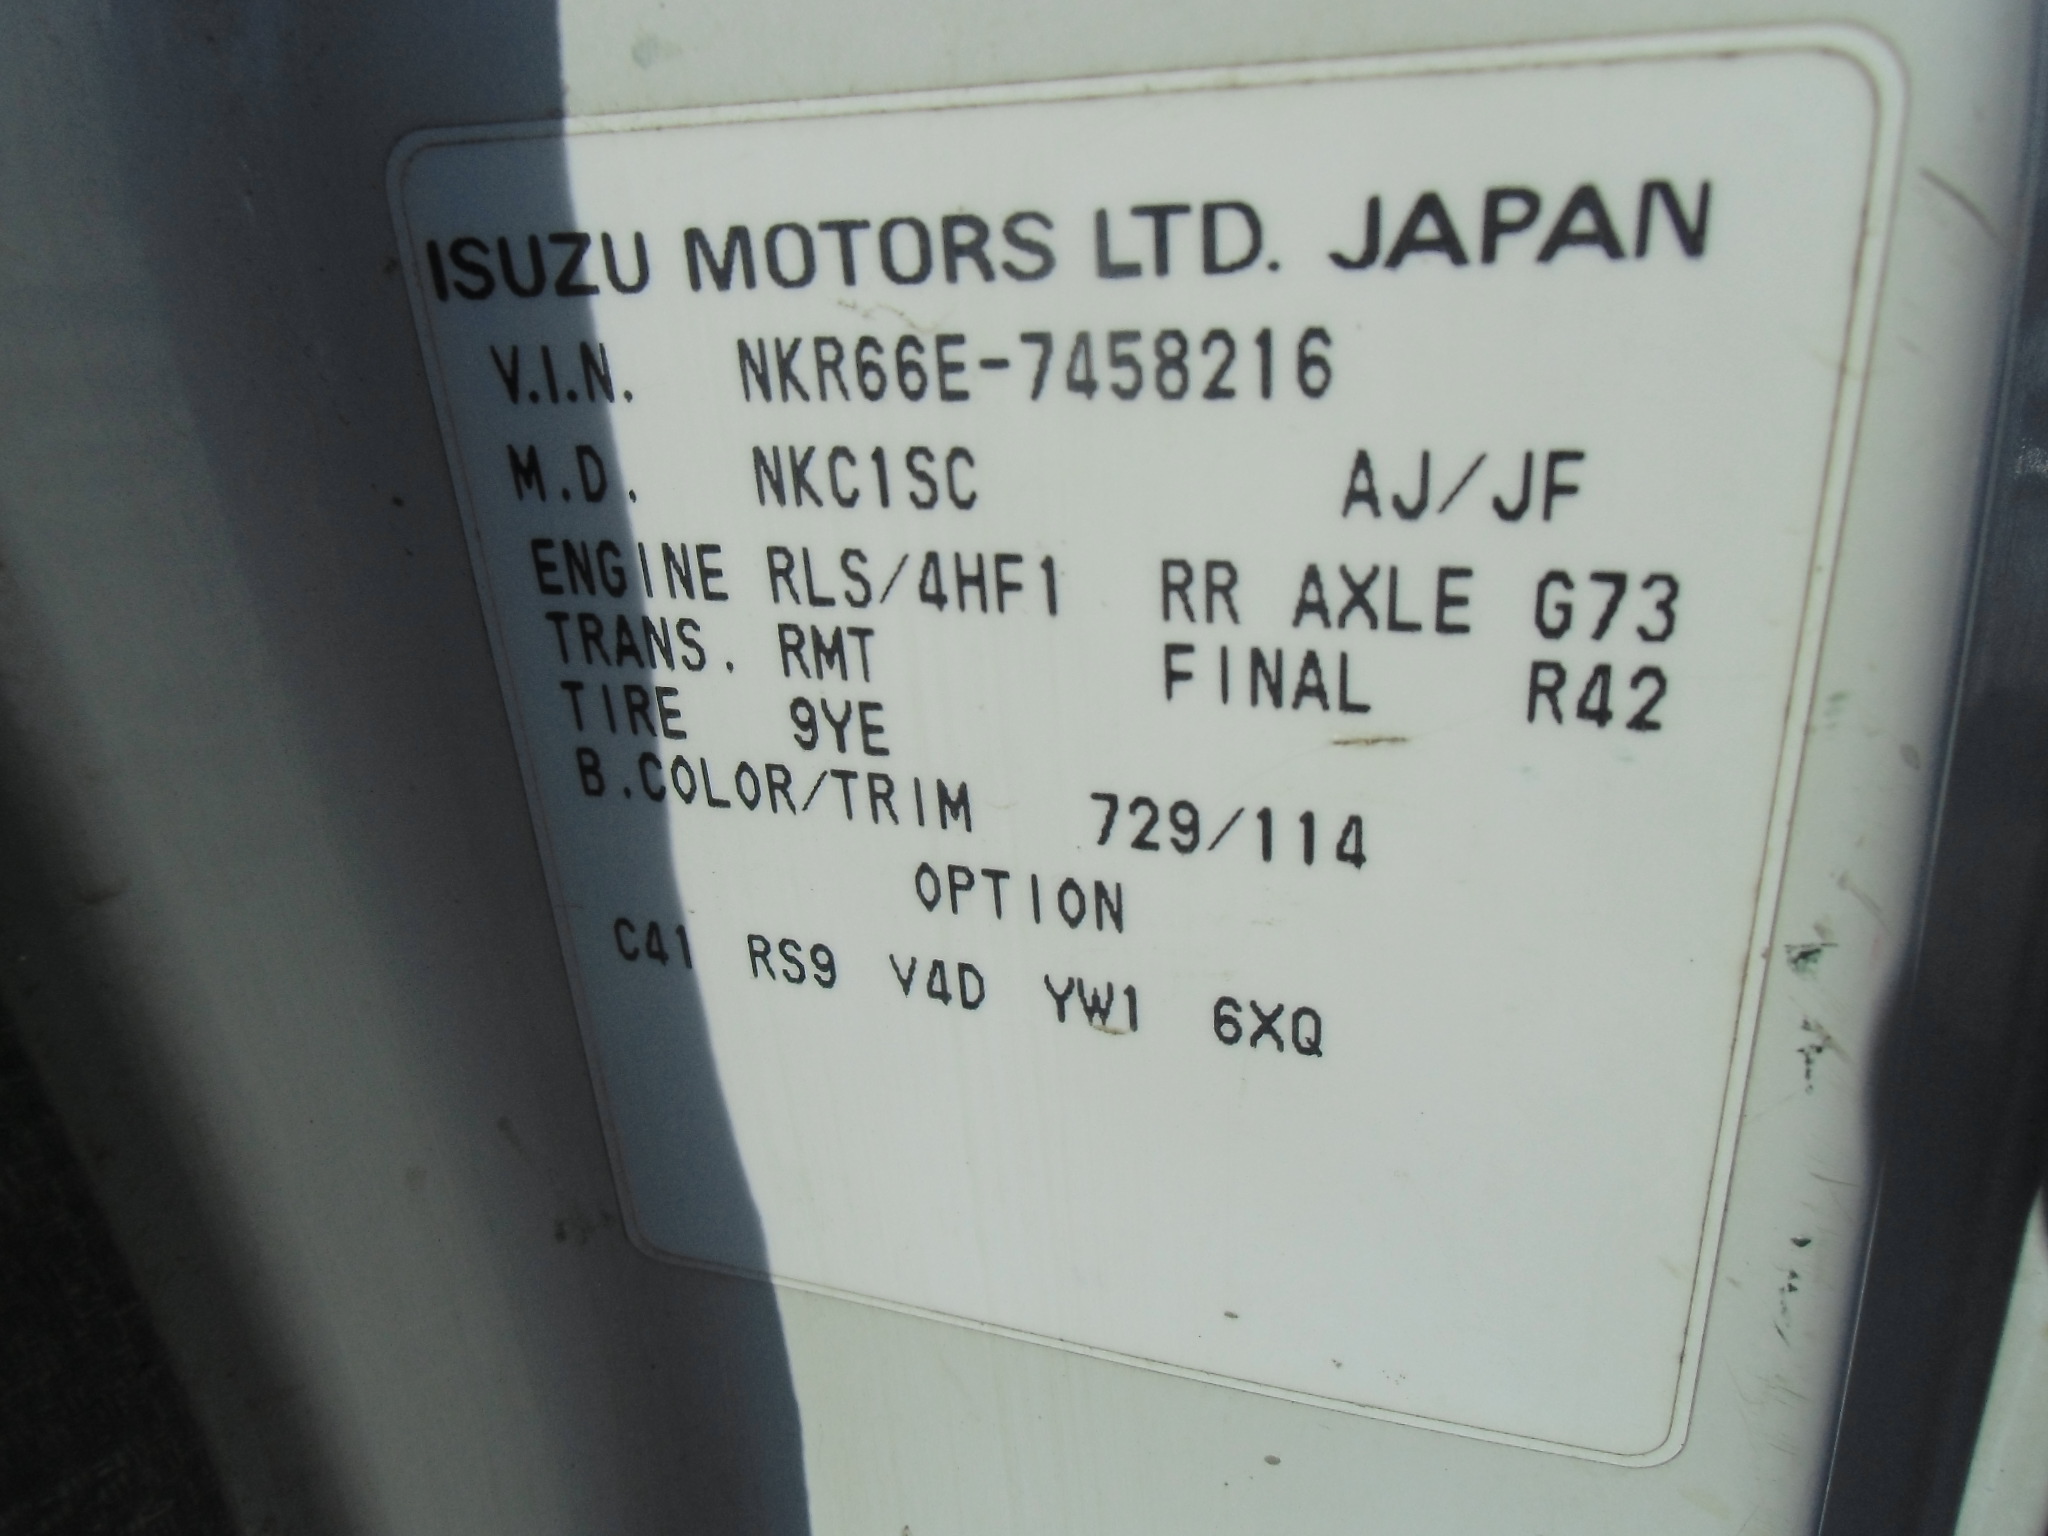 ISUZU MOTORS LTD. JAPAN
V.I.N. NKR66E-7458216
M.D. NKC1SC AJ/JF
ENGINE RLS/4HF1 RR AXLE G73
TRANS. RMT FINAL R42
TIRE 9YE
B.COLOR/TRIM 729/114
OPTION
C41 RS9 V4D YW1 6XQ